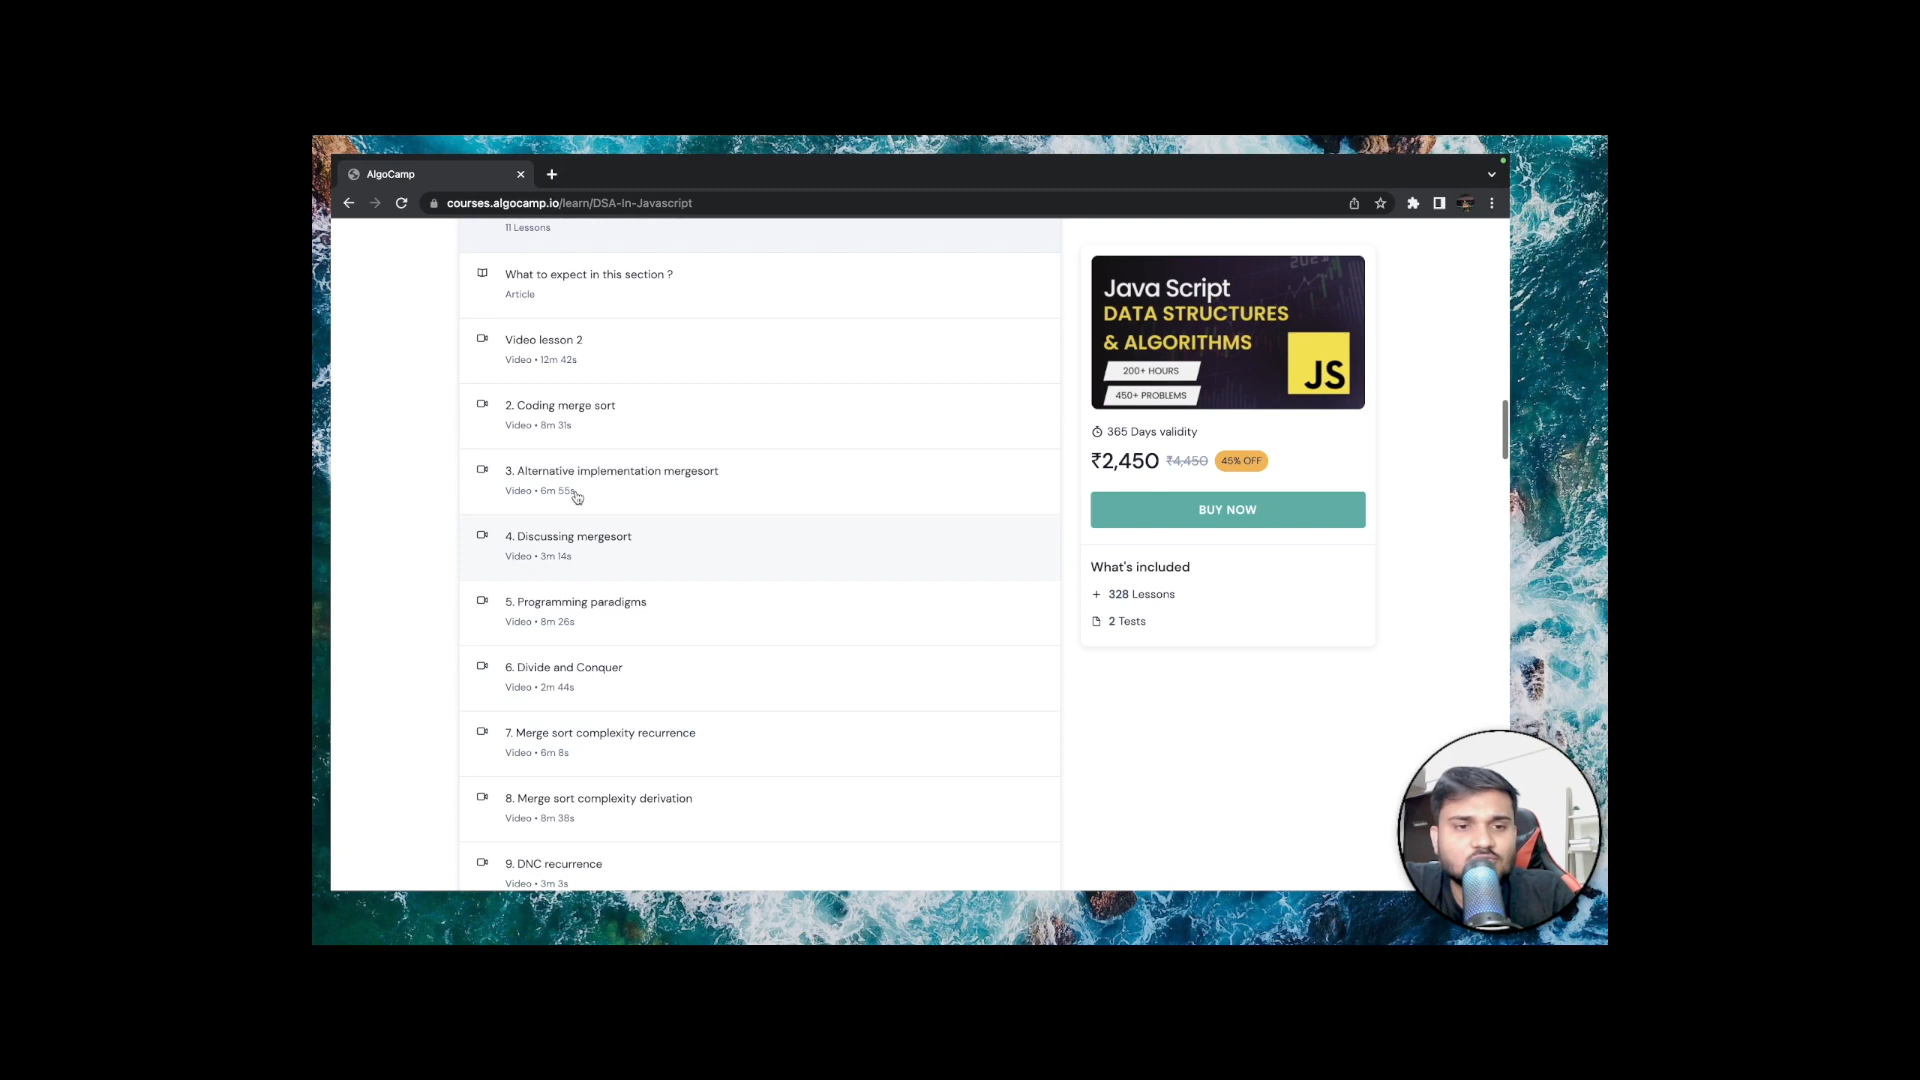 AlgoCamp
courses.algocamp.io/learn/DSA-In-Javascript
11 Lessons
What to expect in this section ?
Article
Video lesson 2
Video • 12m 42s
2. Coding merge sort
Video • 8m 31s
3. Alternative implementation mergesort
Video • 6m 55s
4. Discussing mergesort
Video • 3m 14s
5. Programming paradigms
Video • 8m 26s
6. Divide and Conquer
Video • 2m 44s
7. Merge sort complexity recurrence
Video • 6m 8s
8. Merge sort complexity derivation
Video • 8m 38s
9. DNC recurrence
Video • 3m 3s
Java Script
DATA STRUCTURES
& ALGORITHMS
200+ HOURS
450+ PROBLEMS
JS
365 Days validity
₹2,450 ₹4,450 45% OFF
BUY NOW
What's included
328 Lessons
2 Tests